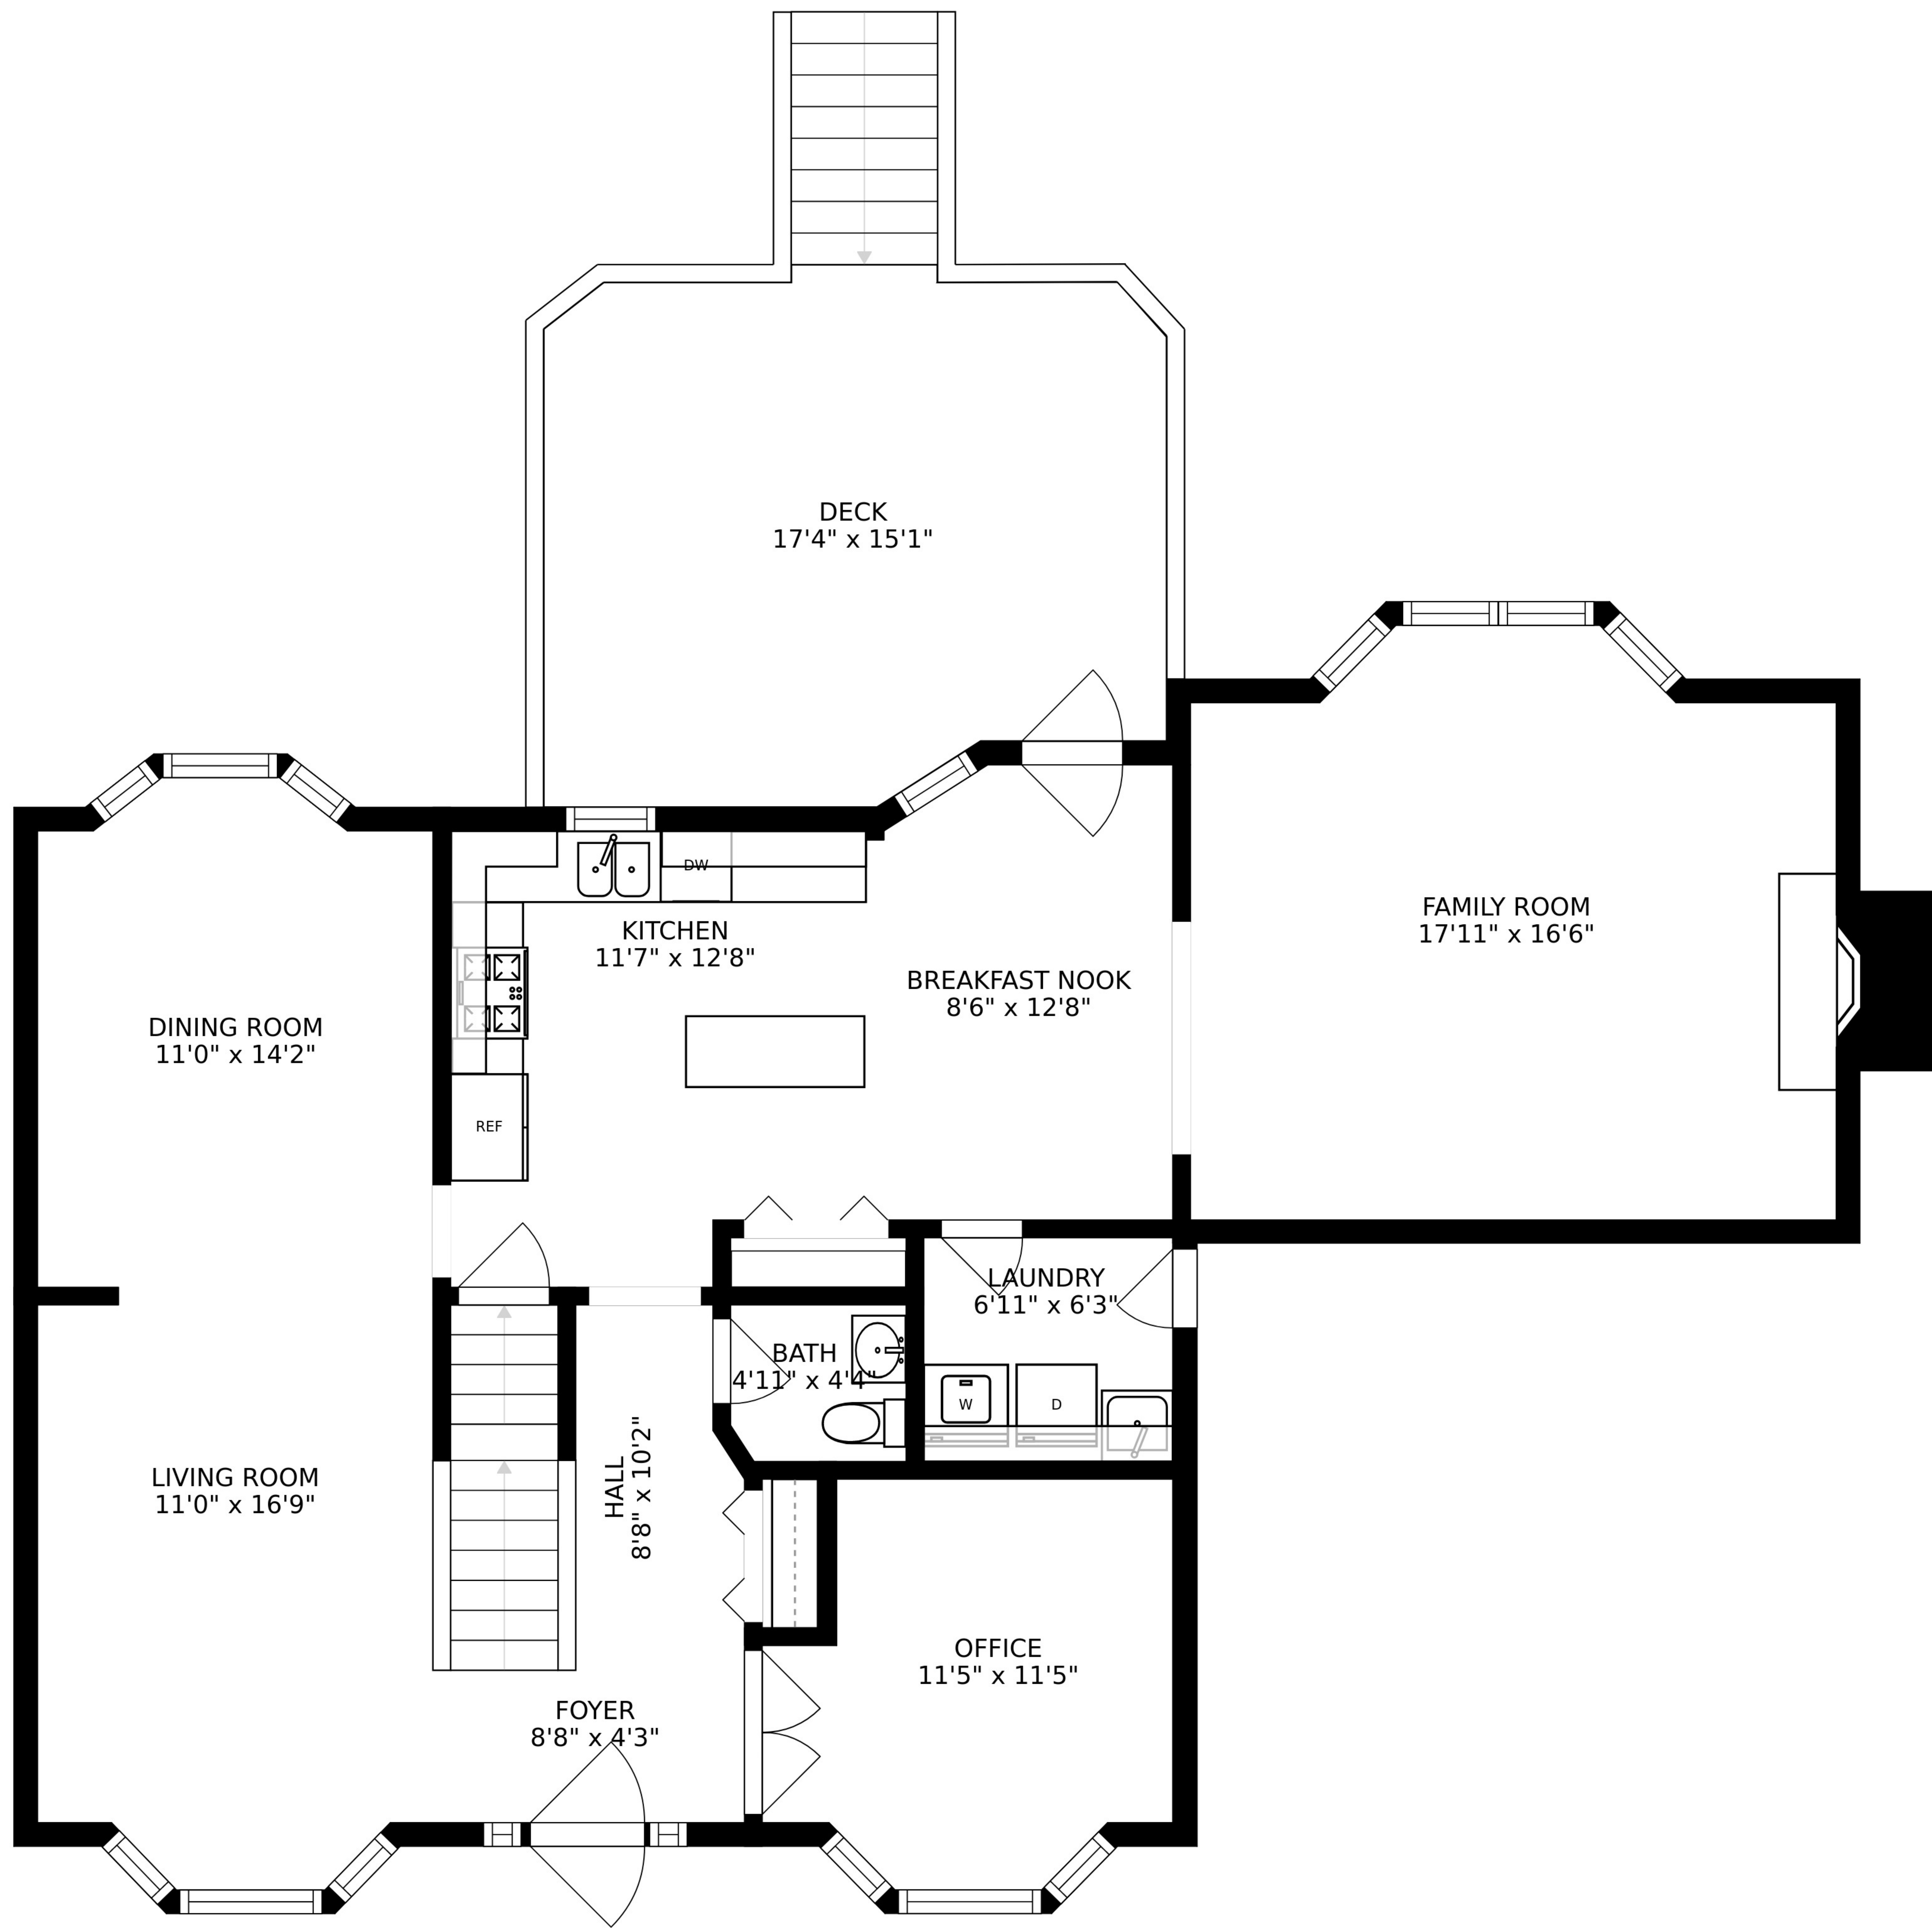 DECK
17'4" x 15'1"
FAMILY ROOM
17'11" x 16'6"
DW
KITCHEN
11'7" x 12'8"
BREAKFAST NOOK
8'6" x 12'8"
DINING ROOM
11'0" x 14'2"
REF
LAUNDRY
6'11" x 6'3"
BATH
4'11" x 4'4"
W
D
LIVING ROOM
11'0" x 16'9"
HALL
8'8" x 10'2"
OFFICE
11'5" x 11'5"
FOYER
8'8" x 4'3"